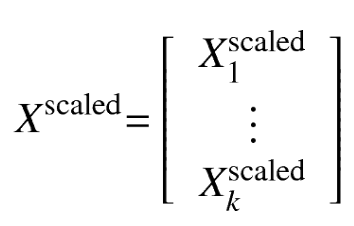 X^scaled = [ X_1^scaled
⋮
X_k^scaled ]